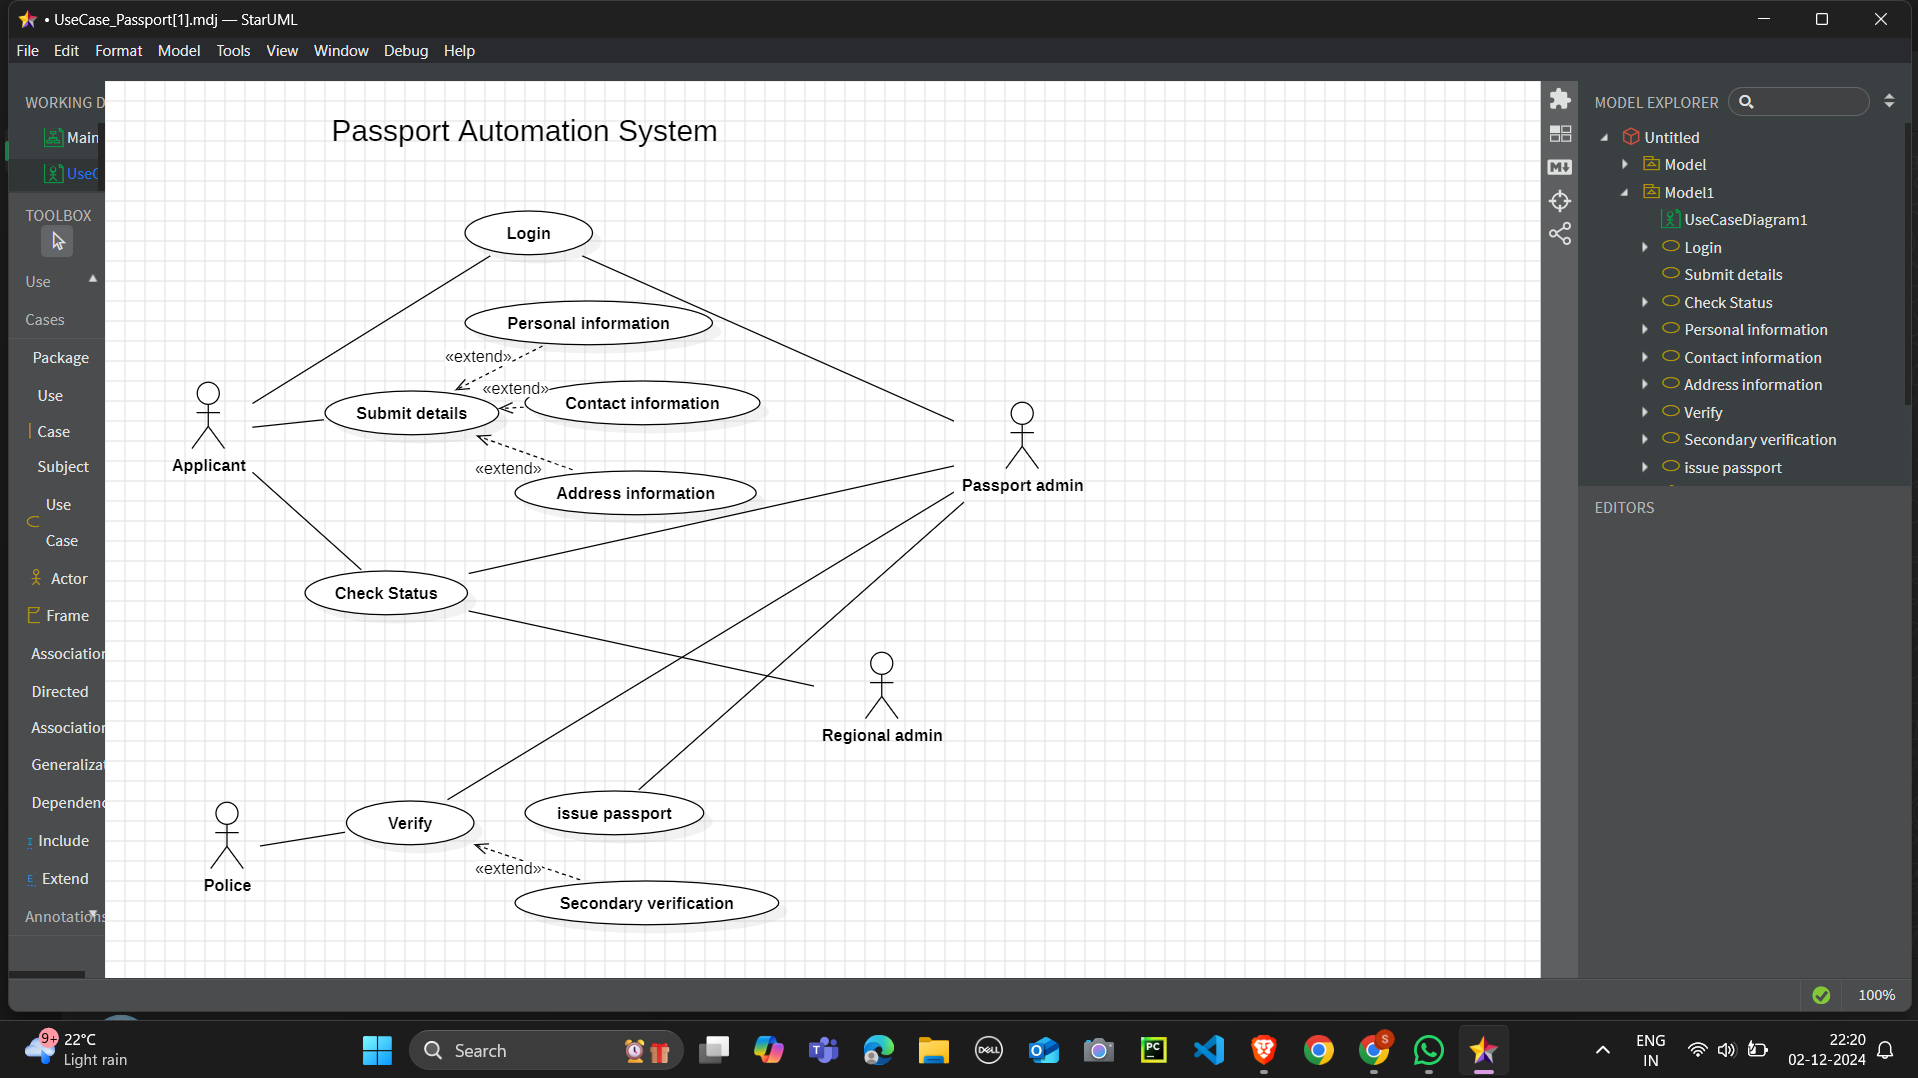 • UseCase_Passport[1].mdj — StarUML
File Edit Format Model Tools View Window Debug Help
WORKING D
Main
UseC
TOOLBOX
Use
Cases
Package
Use
Case
Subject
Use
Case
Actor
Frame
Association
Directed
Association
Generalizat
Dependenc
Include
Extend
Annotations
Passport Automation System
Login
Personal information
«extend»
«extend»
Contact information
Submit details
Applicant
«extend»
Address information
Passport admin
Check Status
Regional admin
issue passport
Verify
Police
«extend»
Secondary verification
MODEL EXPLORER
Untitled
Model
Model1
UseCaseDiagram1
Login
Submit details
Check Status
Personal information
Contact information
Address information
Verify
Secondary verification
issue passport
EDITORS
100%
9+
22°C
Light rain
Search
DELL
PC
S
ENG
IN
22:20
02-12-2024